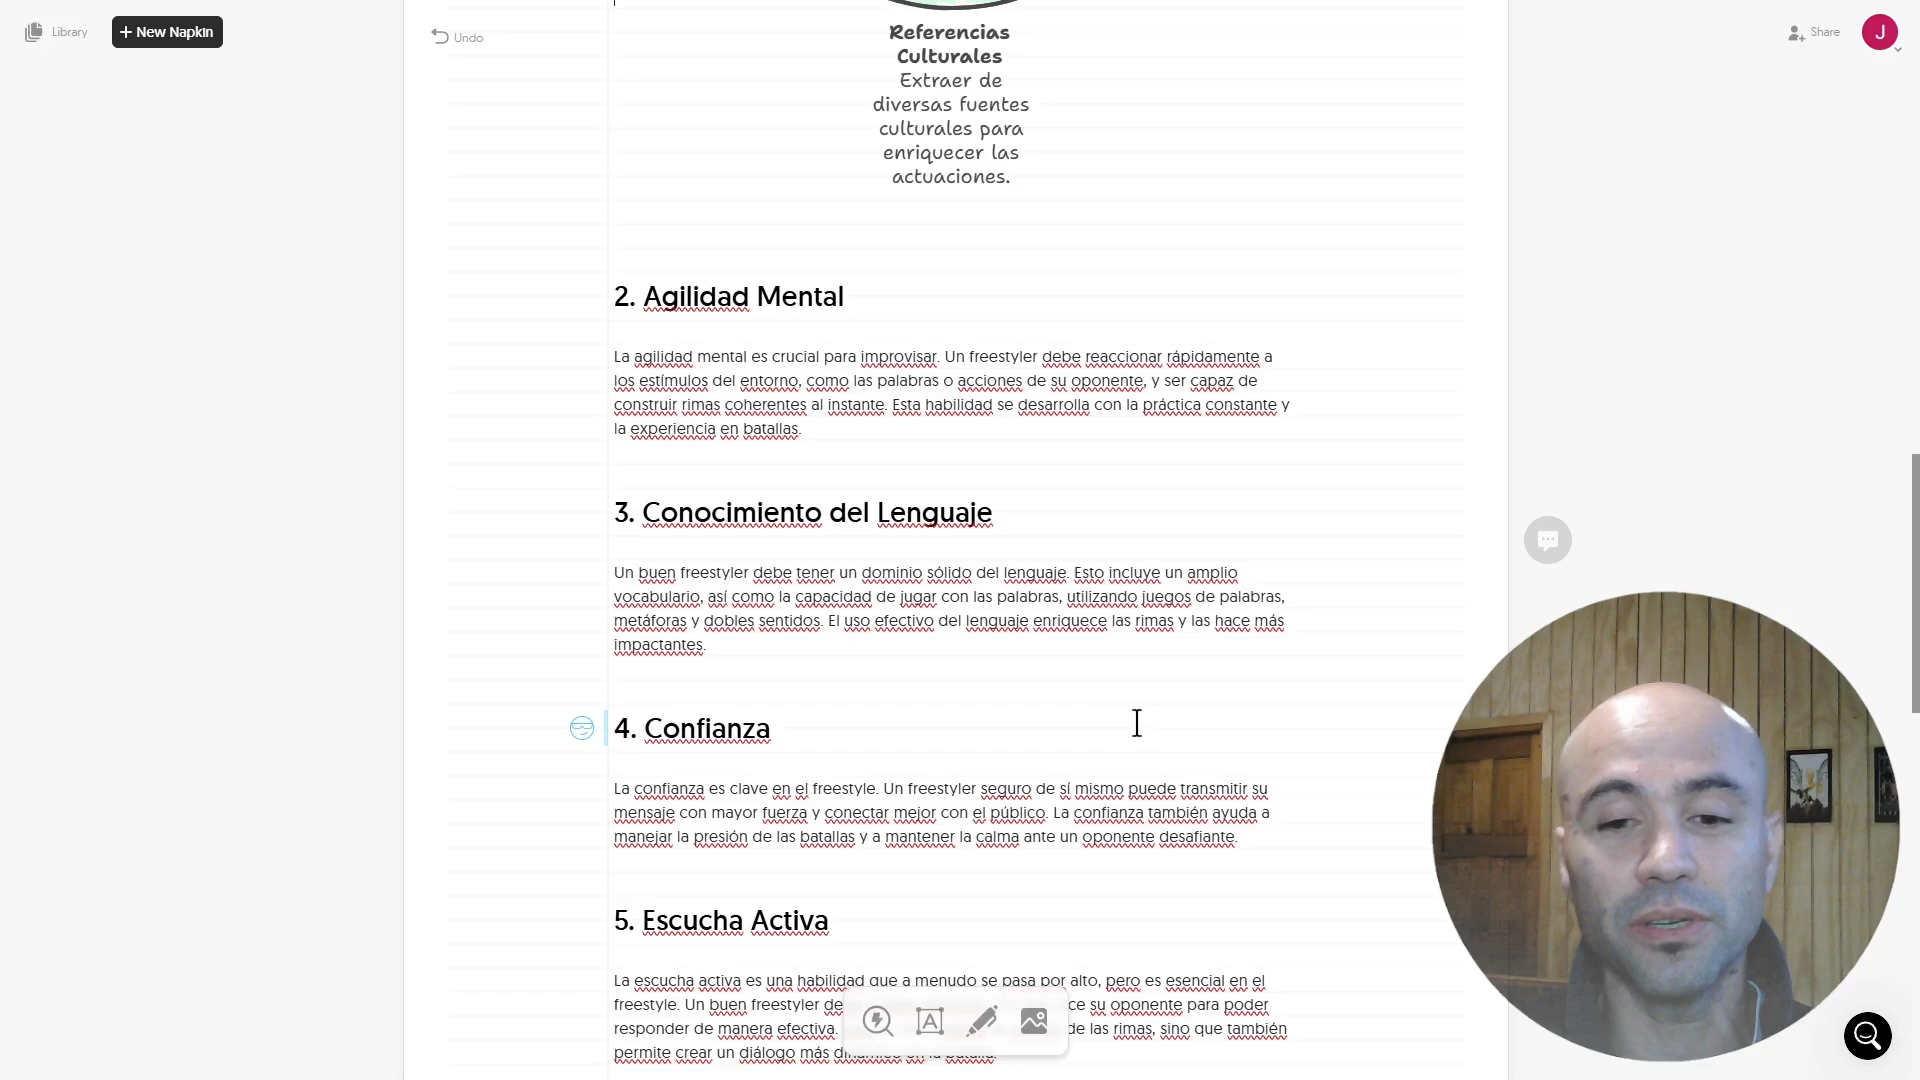 Library
+ New Napkin
Undo
Share
J
Referencias
Culturales
Extraer de
diversas fuentes
culturales para
enriquecer las
actuaciones.
2. Agilidad Mental
La agilidad mental es crucial para improvisar. Un freestyler debe reaccionar rápidamente a
los estímulos del entorno, como las palabras o acciones de su oponente, y ser capaz de
construir rimas coherentes al instante. Esta habilidad se desarrolla con la práctica constante y
la experiencia en batallas.
3. Conocimiento del Lenguaje
Un buen freestyler debe tener un dominio sólido del lenguaje. Esto incluye un amplio
vocabulario, así como la capacidad de jugar con las palabras, utilizando juegos de palabras,
metáforas y dobles sentidos. El uso efectivo del lenguaje enriquece las rimas y las hace más
impactantes.
4. Confianza
La confianza es clave en el freestyle. Un freestyler seguro de sí mismo puede transmitir su
mensaje con mayor fuerza y conectar mejor con el público. La confianza también ayuda a
manejar la presión de las batallas y a mantener la calma ante un oponente desafiante.
5. Escucha Activa
La escucha activa es una habilidad que a menudo se pasa por alto, pero es esencial en el
freestyle. Un buen freestyler su oponente para poder
responder de manera efectiva. de las rimas, sino que también
permite crear un diálogo más dinámico en la batalla.